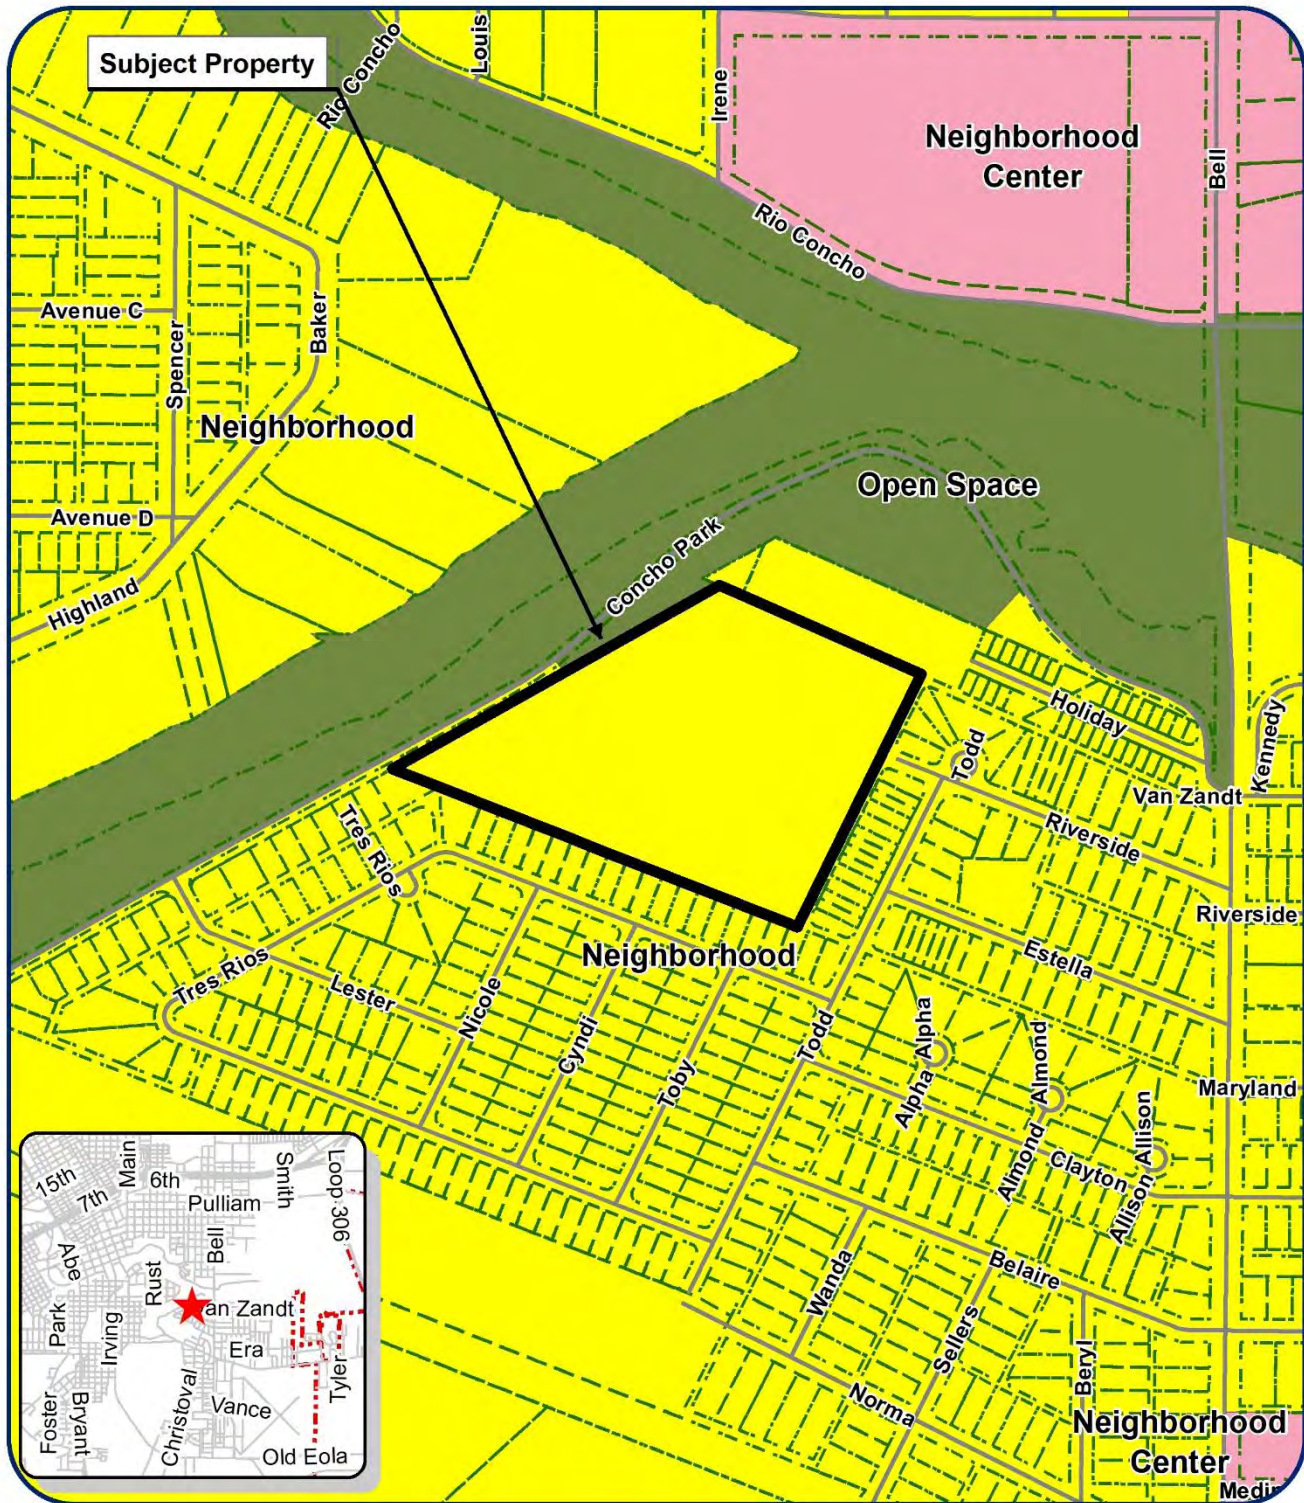 Subject Property
Rio Concho
Louis
Irene
Neighborhood
Center
Bell
Rio Concho
Avenue C
Spencer
Baker
Neighborhood
Open Space
Avenue D
Concho Park
Highland
Holiday
Kennedy
Todd
Van Zandt
Riverside
Tres Rios
Riverside
Neighborhood
Estella
Tres Rios
Lester
Nicole
Cyndi
Toby
Todd
Alpha
Alpha
Almond
Almond
Maryland
Allison
Allison
Clayton
Belaire
Wanda
Sellers
Beryl
Norma
Neighborhood
Center
15th
7th
Main
6th
Smith
Loop 306
Pulliam
Abe
Bell
Rust
Park
Irving
an Zandt
Era
Tyler
Foster
Bryant
Christoval
Vance
Old Eola